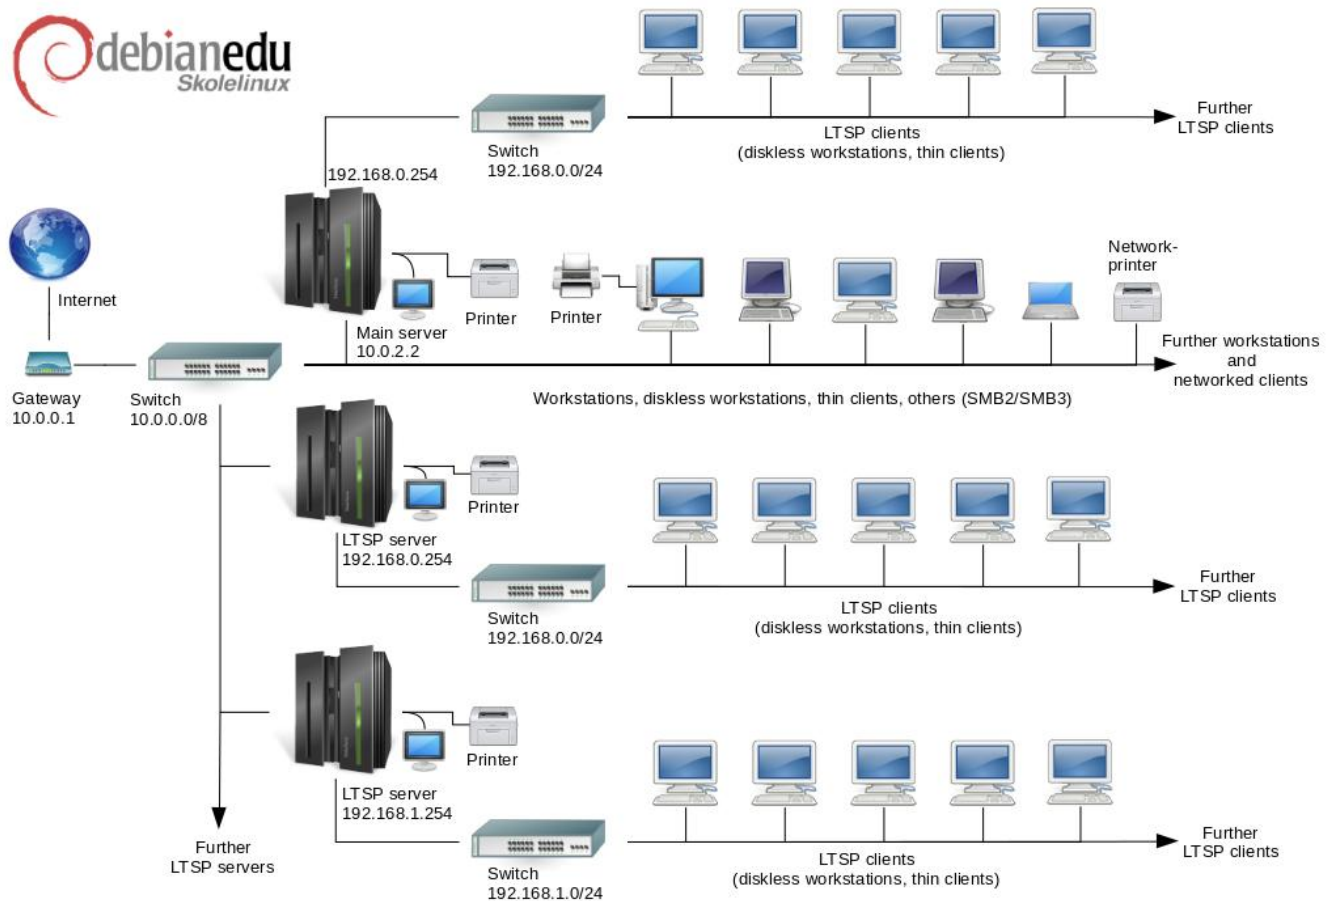 debianedu
Skolelinux
Further
LTSP clients
LTSP clients
(diskless workstations, thin clients)
Switch
192.168.0.0/24
192.168.0.254
Internet
Printer
Printer
Network-
printer
Main server
10.0.2.2
Further workstations
and
networked clients
Gateway
10.0.0.1
Switch
10.0.0.0/8
Workstations, diskless workstations, thin clients, others (SMB2/SMB3)
Printer
LTSP server
192.168.0.254
Switch
192.168.0.0/24
LTSP clients
(diskless workstations, thin clients)
Further
LTSP clients
Printer
LTSP server
192.168.1.254
Further
LTSP servers
Switch
192.168.1.0/24
LTSP clients
(diskless workstations, thin clients)
Further
LTSP clients